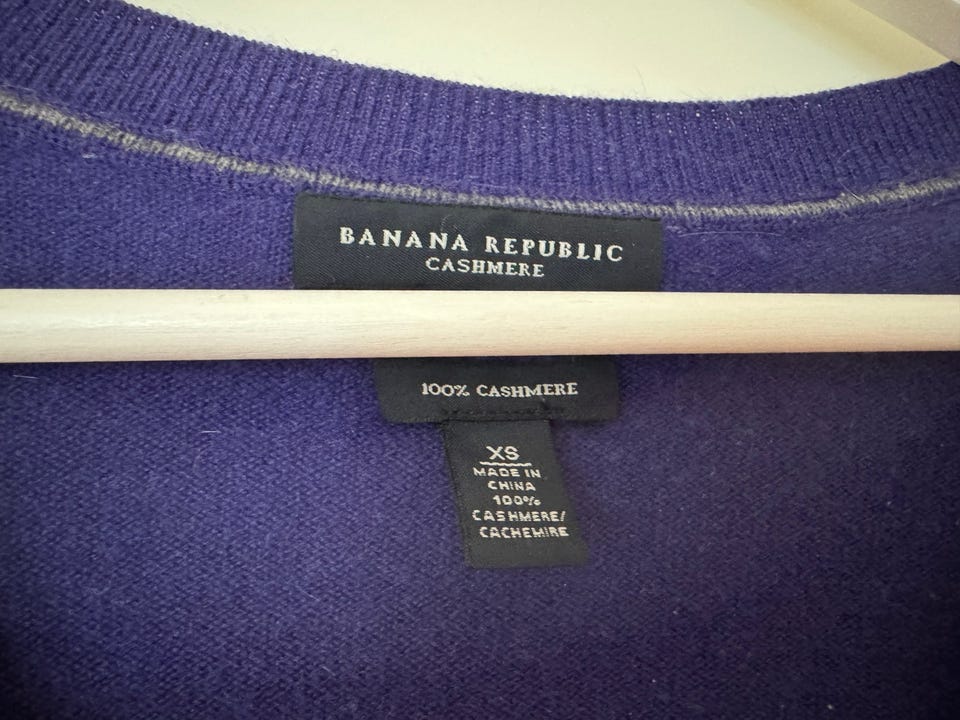 BANANA REPUBLIC
CASHMERE
100% CASHMERE
XS
MADE IN
CHINA
100%
CASHMERE/
CACHEMIRE